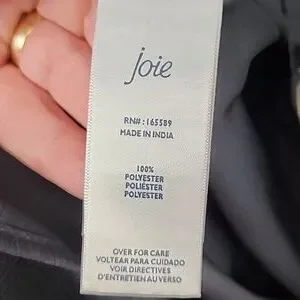 joie
RN# : 165589
MADE IN INDIA
100%
POLYESTER
POLIÉSTER
POLYESTER
OVER FOR CARE
VOLTEAR PARA CUIDADO
VOIR DIRECTIVES
D'ENTRETIEN AU VERSO